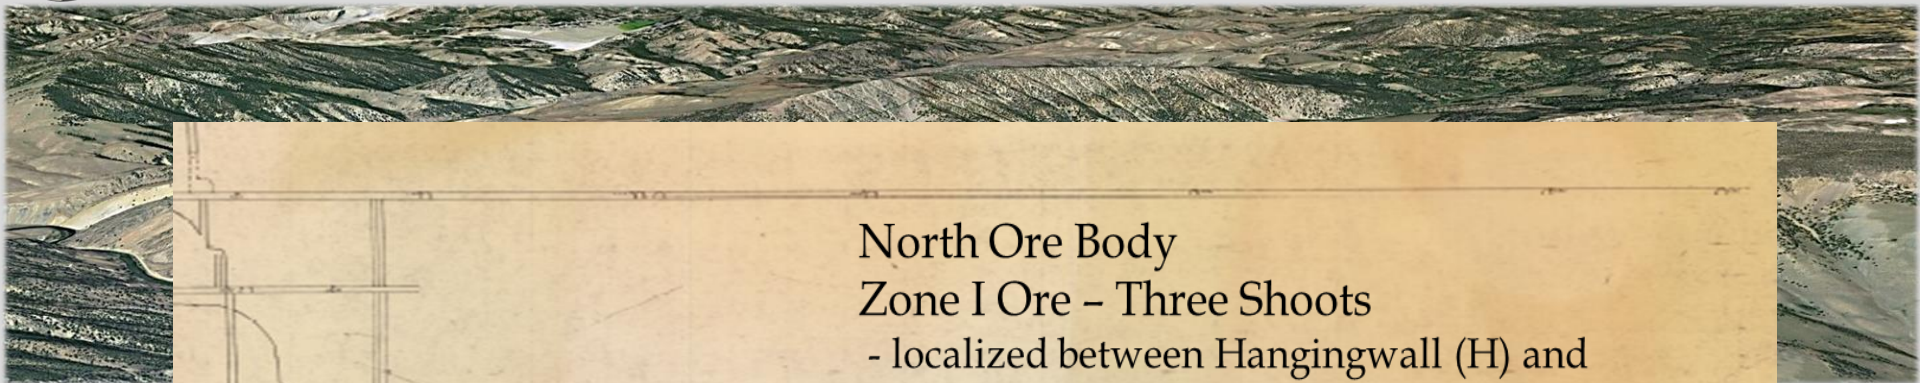 North Ore Body
Zone I Ore – Three Shoots
- localized between Hangingwall (H) and